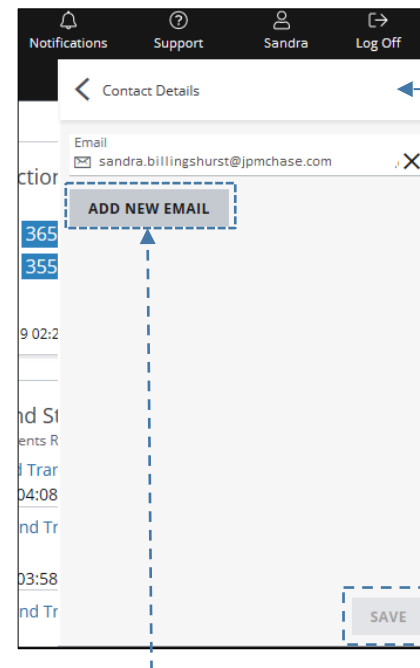 Notifications Support Sandra Log Off
Contact Details
Email
sandra.billingshurst@jpmchase.com
ction
ADD NEW EMAIL
365
355
9 02:2
nd St
ents R
d Tran
04:08
nd Tr
03:58
nd Tr
SAVE